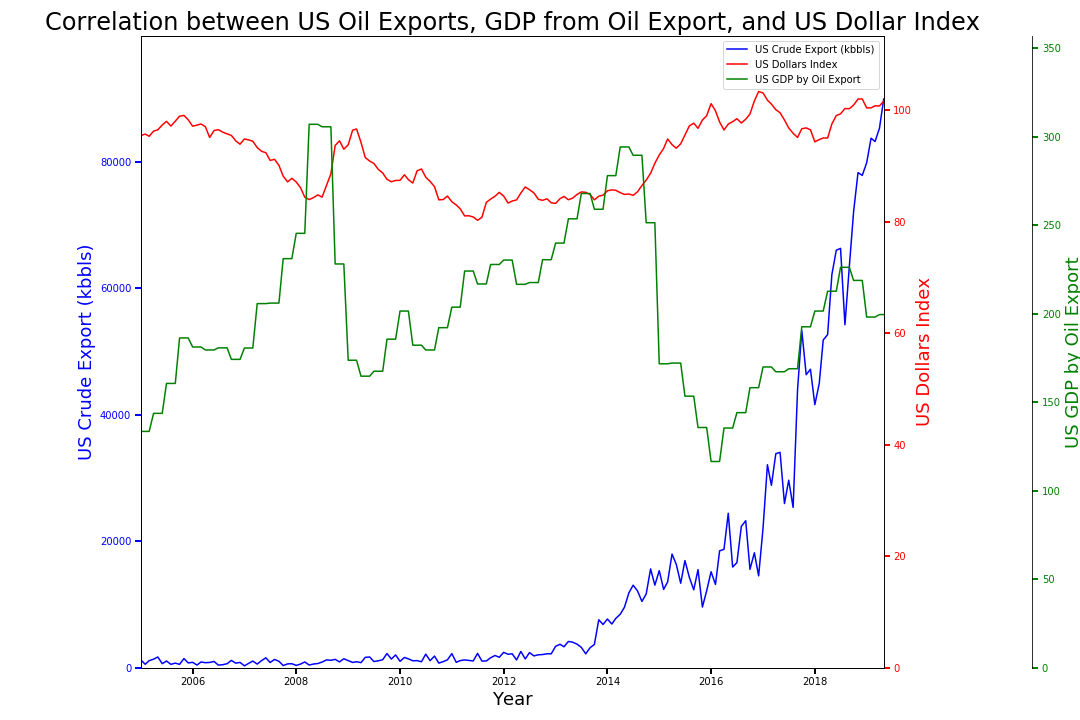 Correlation between US Oil Exports, GDP from Oil Export, and US Dollar Index
US Crude Export (kbbls)
US Dollars Index
US GDP by Oil Export
US Crude Export (kbbls)
80000
60000
40000
20000
0
2006 2008 2010 2012 2014 2016 2018
Year
100
80
60
40
20
0
US Dollars Index
350
300
250
200
150
100
50
0
US GDP by Oil Export